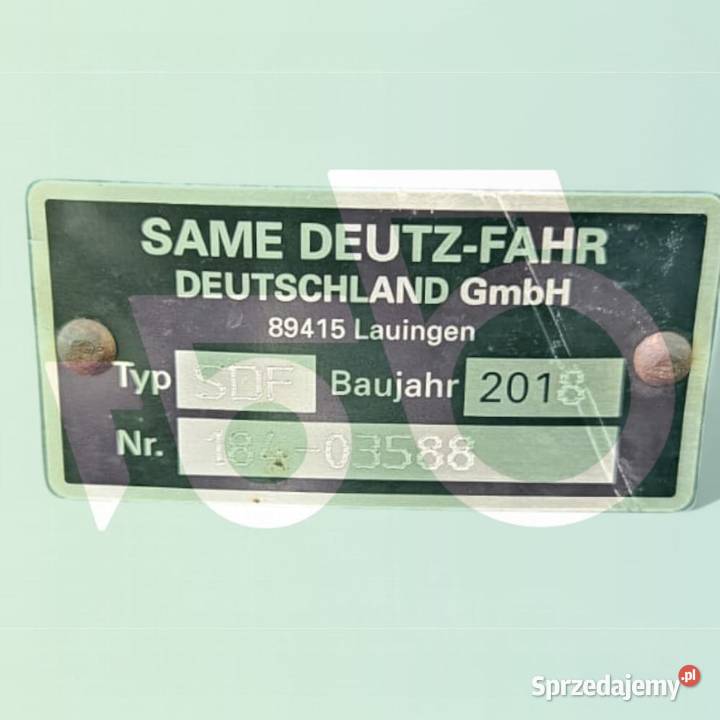 SAME DEUTZ-FAHR
DEUTSCHLAND GmbH
89415 Lauingen
Typ SDF Baujahr 2018
Nr. 184-03588
Sprzedajemy.pl